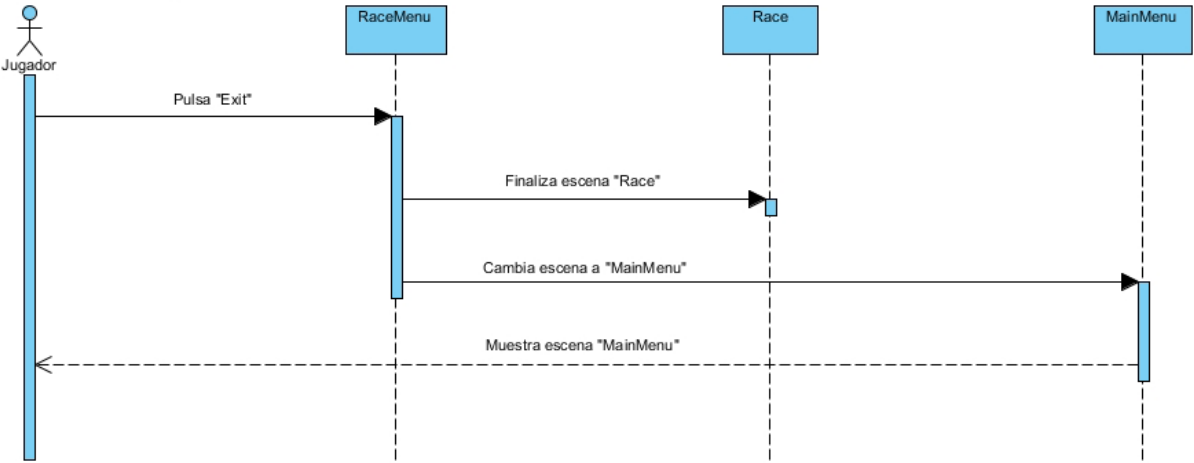 RaceMenu
Race
MainMenu
Jugador
Pulsa "Exit"
Finaliza escena "Race"
Cambia escena a "MainMenu"
Muestra escena "MainMenu"